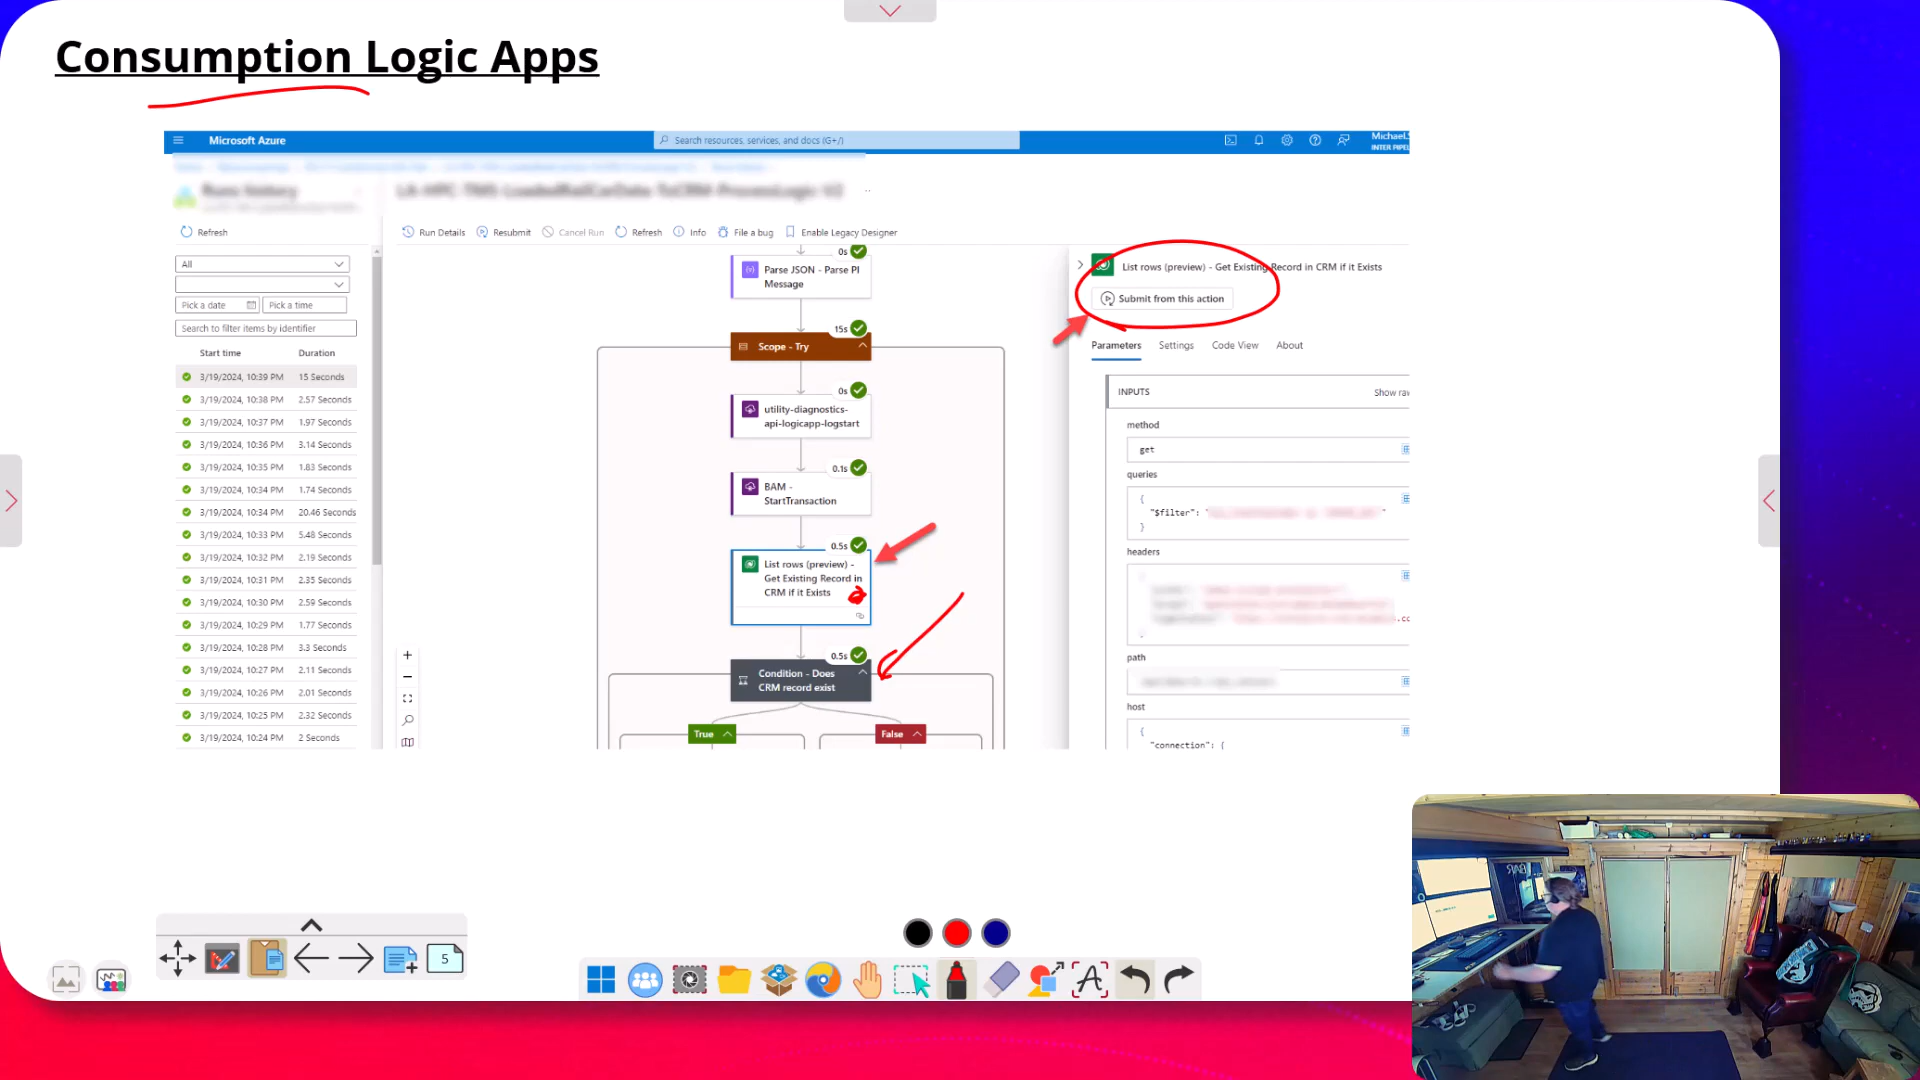 Consumption Logic Apps
Microsoft Azure
Search resources, services, and docs (G+/)
Michael.
INTER PIPEL
Refresh
Run Details
Resubmit
Cancel Run
Refresh
Info
File a bug
Enable Legacy Designer
All
Pick a date
Pick a time
Search to filter items by identifier
Start time Duration
3/19/2024, 10:39 PM 15 Seconds
3/19/2024, 10:38 PM 2.57 Seconds
3/19/2024, 10:37 PM 1.97 Seconds
3/19/2024, 10:36 PM 3.14 Seconds
3/19/2024, 10:35 PM 1.83 Seconds
3/19/2024, 10:34 PM 1.74 Seconds
3/19/2024, 10:34 PM 20.46 Seconds
3/19/2024, 10:33 PM 5.48 Seconds
3/19/2024, 10:32 PM 2.19 Seconds
3/19/2024, 10:31 PM 2.35 Seconds
3/19/2024, 10:30 PM 2.59 Seconds
3/19/2024, 10:29 PM 1.77 Seconds
3/19/2024, 10:28 PM 3.3 Seconds
3/19/2024, 10:27 PM 2.11 Seconds
3/19/2024, 10:26 PM 2.01 Seconds
3/19/2024, 10:25 PM 2.32 Seconds
3/19/2024, 10:24 PM 2 Seconds
0s
Parse JSON - Parse PI
Message
15s
Scope - Try
0s
utility-diagnostics-
api-logicapp-logstart
0.1s
BAM -
StartTransaction
0.5s
List rows (preview) -
Get Existing Record in
CRM if it Exists
0.5s
Condition - Does
CRM record exist
True
False
List rows (preview) - Get Existing Record in CRM if it Exists
Submit from this action
Parameters Settings Code View About
INPUTS
Show raw
method
get
queries
{
"$filter": "
}
headers
path
host
{
"connection": {
5